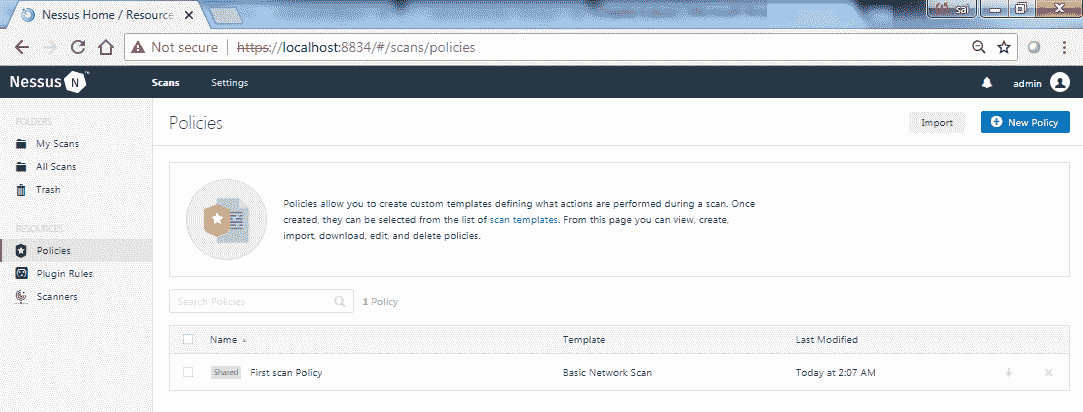 Nessus Home / Resource
sai
Not secure
https://localhost:8834/#/scans/policies
Nessus N ™
Scans
Settings
admin
FOLDERS
My Scans
All Scans
Trash
RESOURCES
Policies
Plugin Rules
Scanners
Policies
Import
New Policy
Policies allow you to create custom templates defining what actions are performed during a scan. Once
created, they can be selected from the list of scan templates. From this page you can view, create,
import, download, edit, and delete policies.
Search Policies
1 Policy
Name
Template
Last Modified
Shared
First scan Policy
Basic Network Scan
Today at 2:07 AM